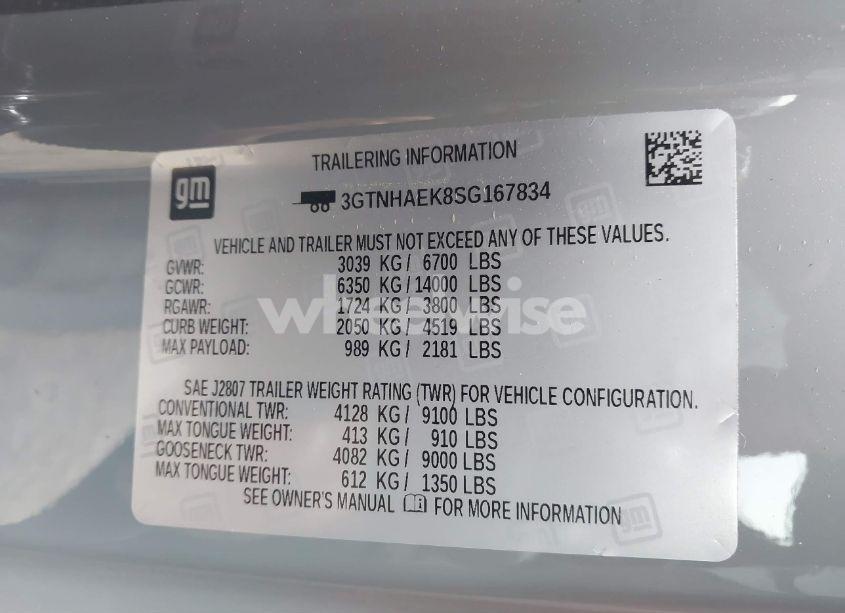 gm
TRAILERING INFORMATION
3GTNHAEK8SG167834
VEHICLE AND TRAILER MUST NOT EXCEED ANY OF THESE VALUES.
GVWR: 3039 KG/ 6700 LBS
GCWR: 6350 KG/14000 LBS
RGAWR: 1724 KG/ 3800 LBS
CURB WEIGHT: 2050 KG/ 4519 LBS
MAX PAYLOAD: 989 KG/ 2181 LBS
wheelwise
SAE J2807 TRAILER WEIGHT RATING (TWR) FOR VEHICLE CONFIGURATION.
CONVENTIONAL TWR: 4128 KG/ 9100 LBS
MAX TONGUE WEIGHT: 413 KG/ 910 LBS
GOOSENECK TWR: 4082 KG/ 9000 LBS
MAX TONGUE WEIGHT: 612 KG/ 1350 LBS
SEE OWNER'S MANUAL FOR MORE INFORMATION